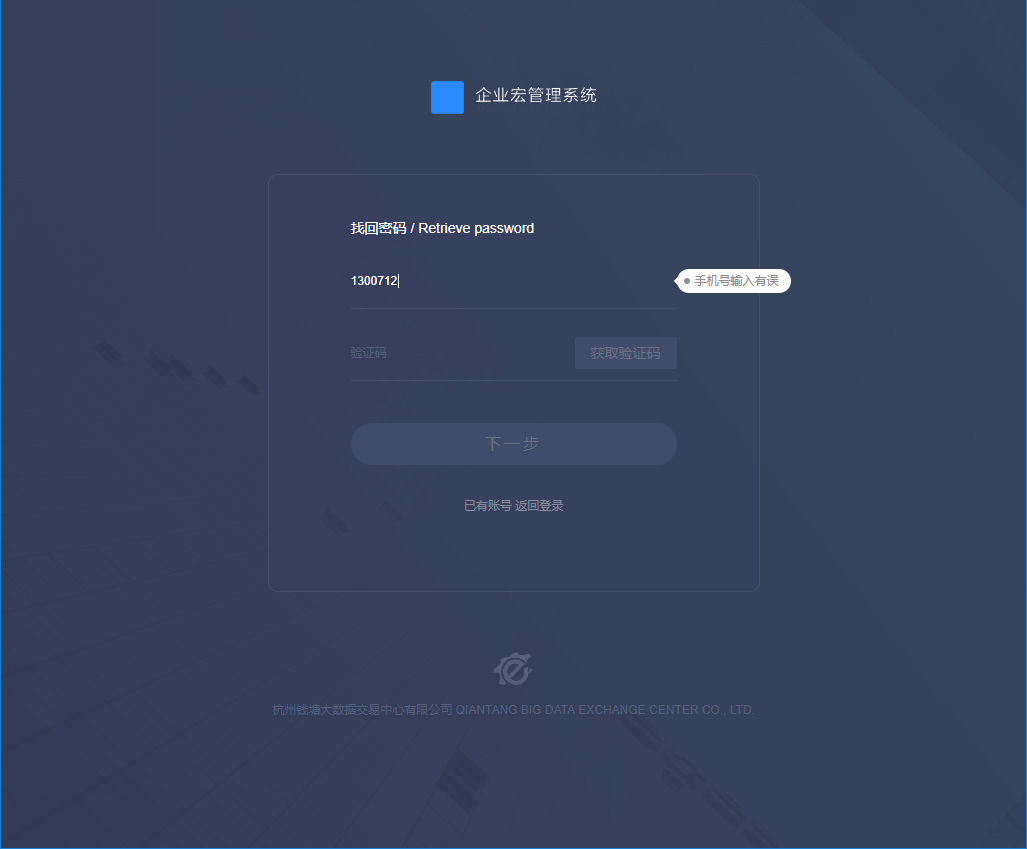 企业宏管理系统
找回密码 / Retrieve password
1300712
手机号输入有误
验证码
获取验证码
下一步
已有账号 返回登录
杭州钱塘大数据交易中心有限公司 QIANTANG BIG DATA EXCHANGE CENTER CO., LTD.